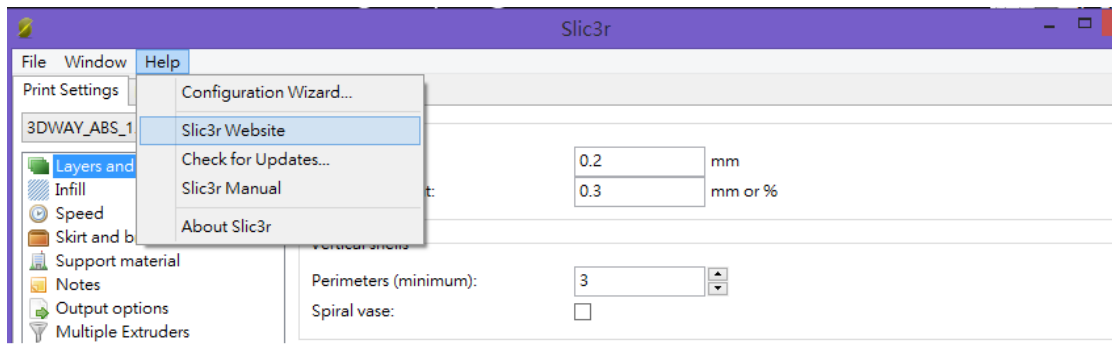 Slic3r
File Window Help
Print Settings
Configuration Wizard...
3DWAY_ABS_1.
Slic3r Website
Check for Updates...
Slic3r Manual
About Slic3r
Layers and
0.2 mm
Infill
t: 0.3 mm or %
Speed
Skirt and b
Vertical shells
Support material
Notes
Perimeters (minimum): 3
Output options
Spiral vase:
Multiple Extruders